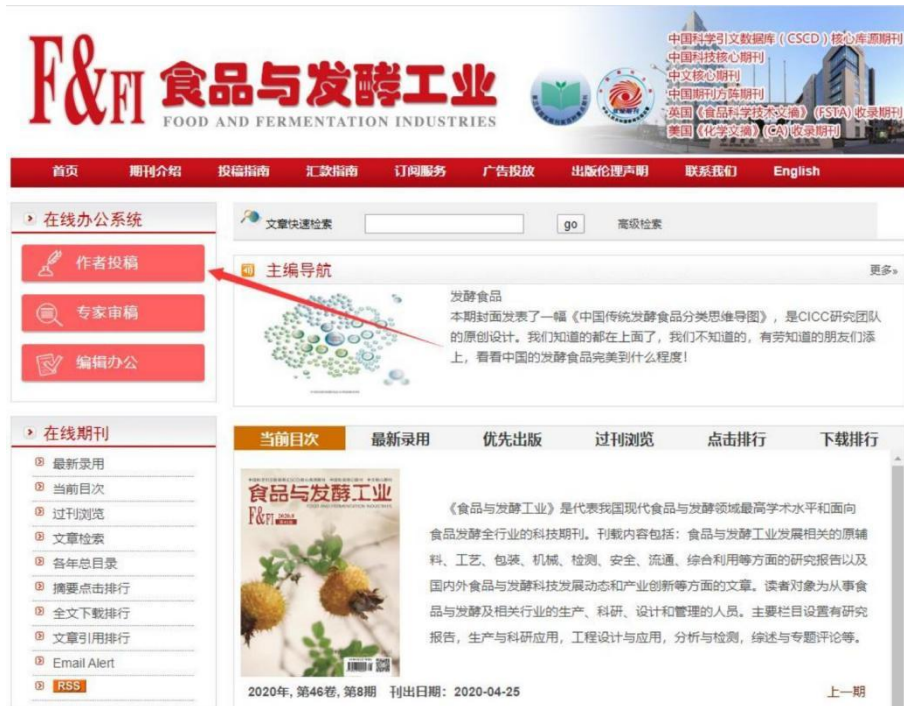 F&FI 食品与发酵工业
FOOD AND FERMENTATION INDUSTRIES
中国科学引文数据库（CSCD）核心库源期刊
中国科技核心期刊
中文核心期刊
中国期刊方阵期刊
英国《食品科学技术文摘》（FSTA）收录期刊
美国《化学文摘》(CA) 收录期刊
首页 期刊介绍 投稿指南 汇款指南 订阅服务 广告投放 出版伦理声明 联系我们 English
在线办公系统
作者投稿
专家审稿
编辑办公
文章快速检索 go 高级检索
主编导航 更多»
发酵食品
本期封面发表了一幅《中国传统发酵食品分类思维导图》，是CICC研究团队
的原创设计。我们知道的都在上面了，我们不知道的，有劳知道的朋友们添
上，看看中国的发酵食品完美到什么程度！
在线期刊
最新录用
当前目次
过刊浏览
文章检索
各年总目录
摘要点击排行
全文下载排行
文章引用排行
Email Alert
RSS
当前目次 最新录用 优先出版 过刊浏览 点击排行 下载排行
食品与发酵工业
F&FI
《食品与发酵工业》是代表我国现代食品与发酵领域最高学术水平和面向
食品发酵全行业的科技期刊。刊载内容包括：食品与发酵工业发展相关的原辅
料、工艺、包装、机械、检测、安全、流通、综合利用等方面的研究报告以及
国内外食品与发酵科技发展动态和产业创新等方面的文章。读者对象为从事食
品与发酵及相关行业的生产、科研、设计和管理的人员。主要栏目设置有研究
报告，生产与科研应用，工程设计与应用，分析与检测，综述与专题评论等。
2020年, 第46卷, 第8期 刊出日期：2020-04-25
上一期